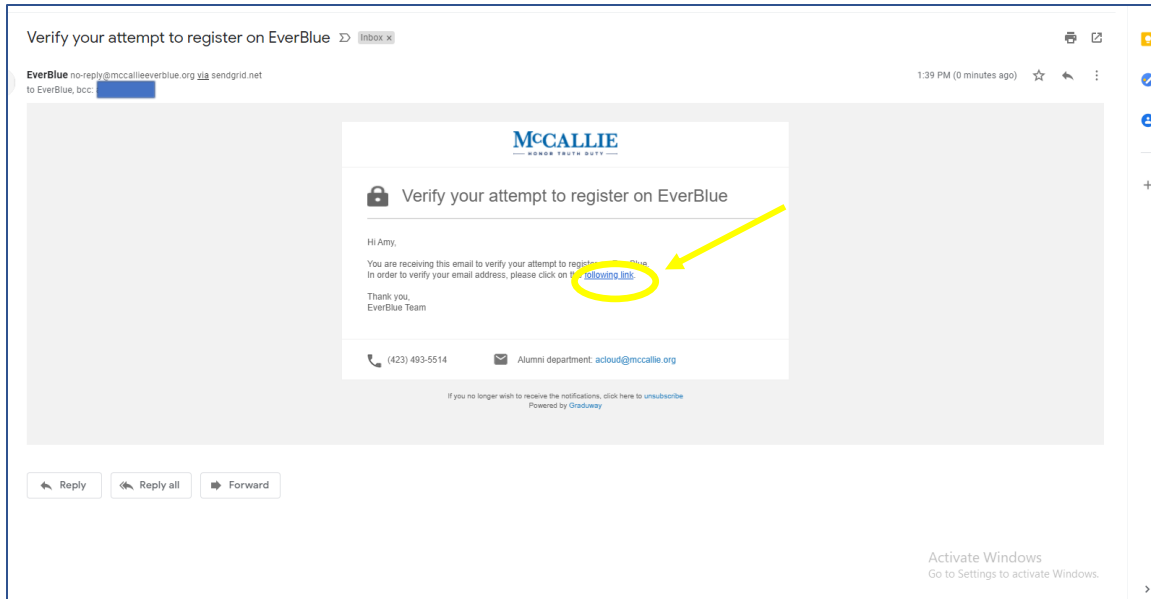 Verify your attempt to register on EverBlue Inbox x
EverBlue no-reply@mccallieeverblue.org via sendgrid.net 1:39 PM (0 minutes ago)
to EverBlue, bcc:
McCALLIE
HONOR TRUTH DUTY
Verify your attempt to register on EverBlue
Hi Amy,
You are receiving this email to verify your attempt to register
In order to verify your email address, please click on following link.
Thank you,
EverBlue Team
(423) 493-5514 Alumni department: acloud@mccallie.org
If you no longer wish to receive the notifications, click here to unsubscribe
Powered by Graduway
Reply Reply all Forward
Activate Windows
Go to Settings to activate Windows.